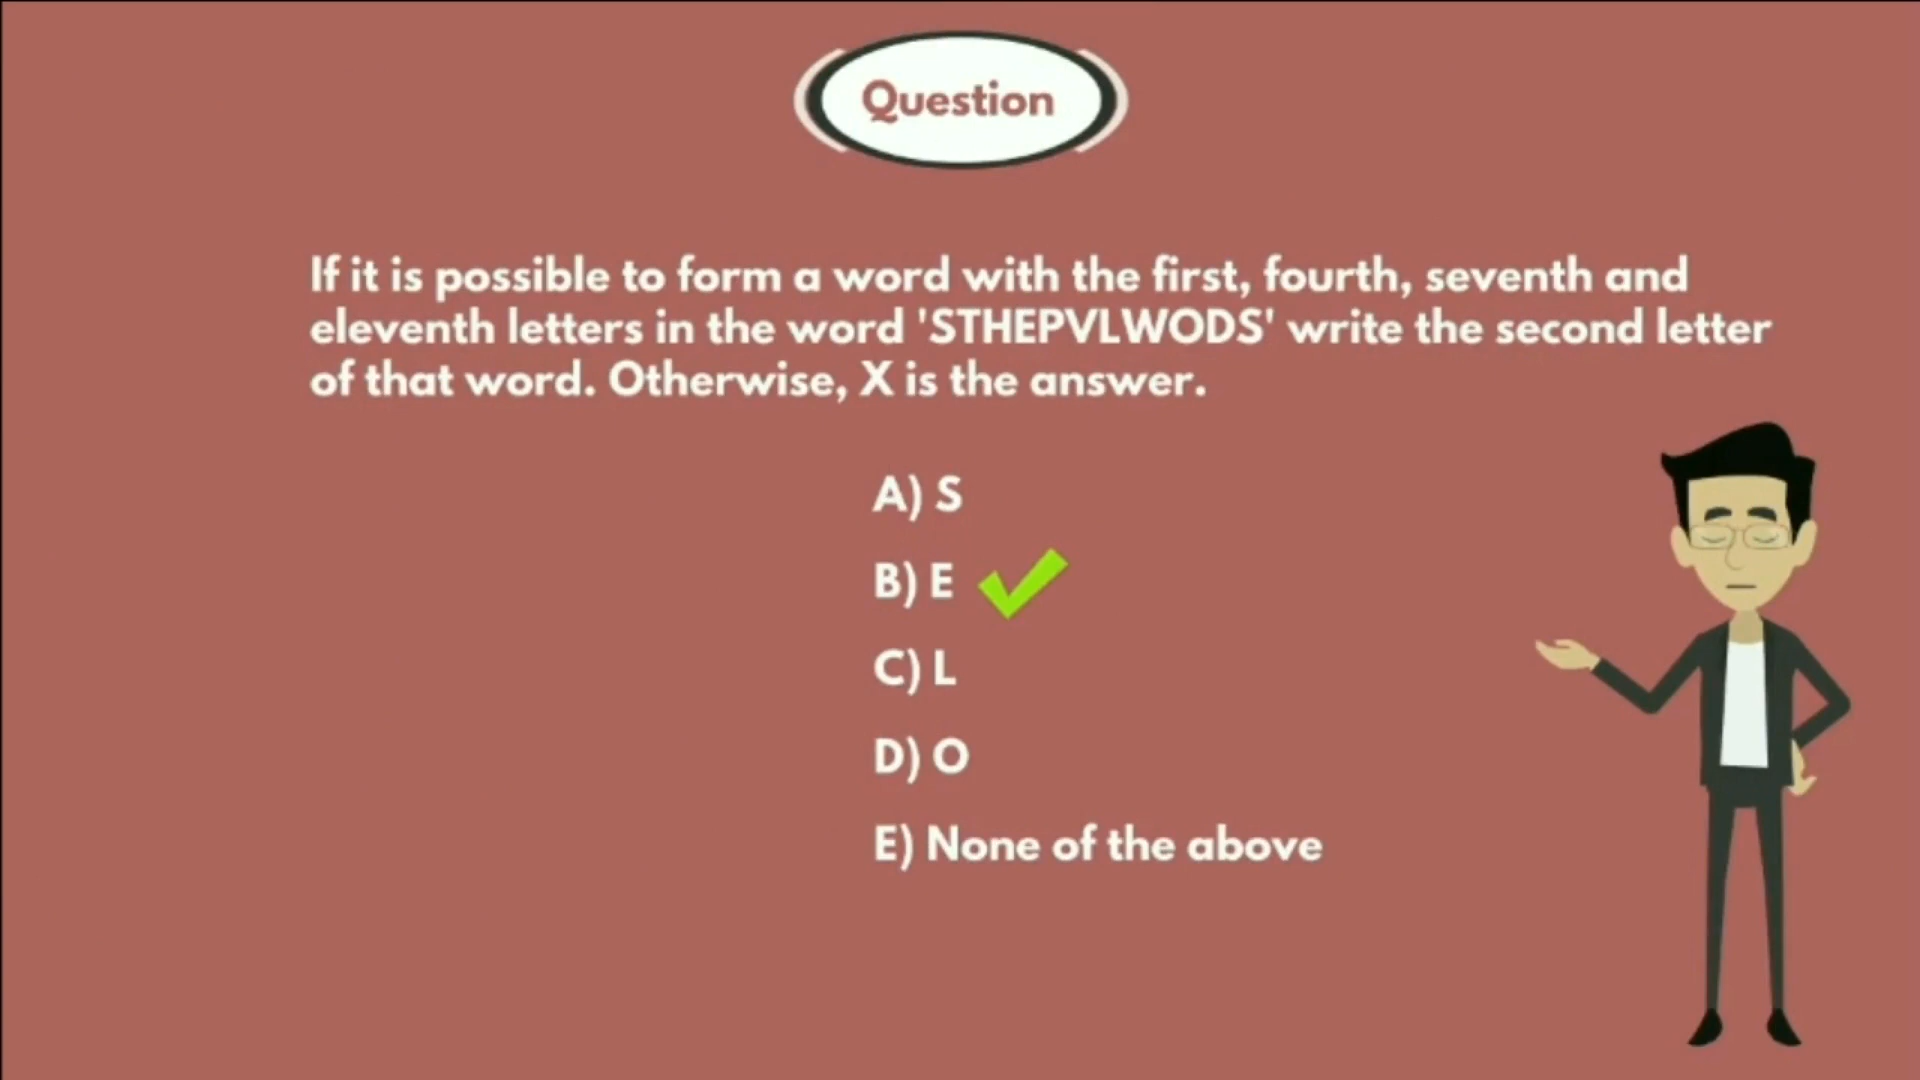 Question
If it is possible to form a word with the first, fourth, seventh and
eleventh letters in the word 'STHEPVLWODS' write the second letter
of that word. Otherwise, X is the answer.
A) S
B) E
C) L
D) O
E) None of the above